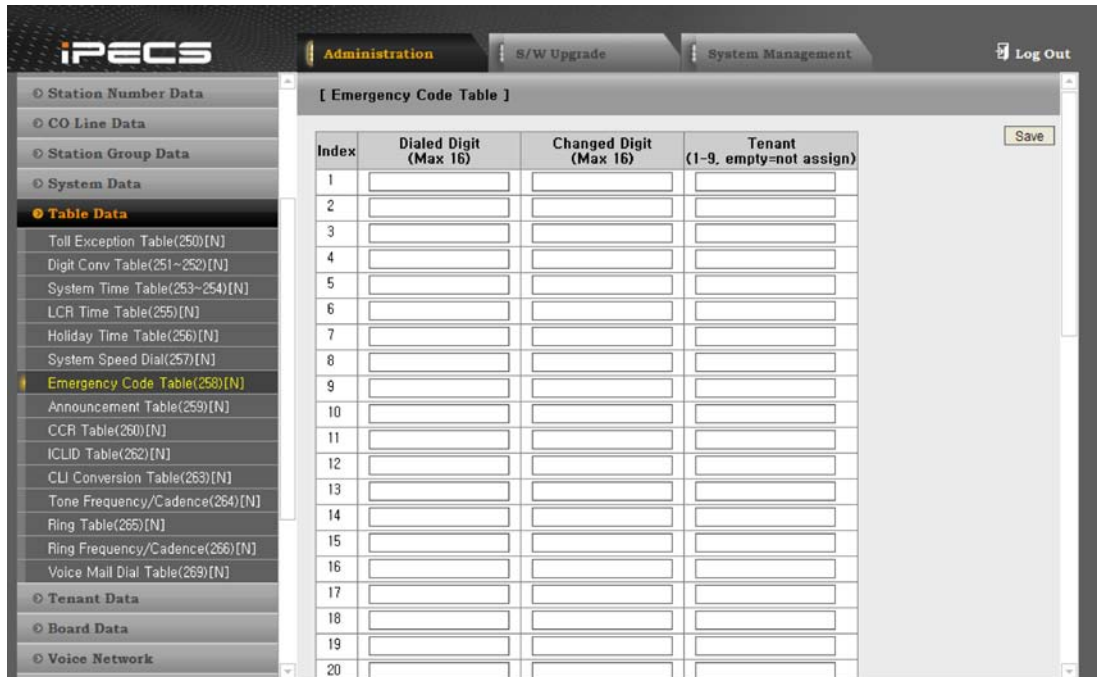 iPECS
Administration
S/W Upgrade
System Management
Log Out
Station Number Data
CO Line Data
Station Group Data
System Data
Table Data
Toll Exception Table(250)[N]
Digit Conv Table(251~252)[N]
System Time Table(253~254)[N]
LCR Time Table(255)[N]
Holiday Time Table(256)[N]
System Speed Dial(257)[N]
Emergency Code Table(258)[N]
Announcement Table(259)[N]
CCR Table(260)[N]
ICLID Table(262)[N]
CLI Conversion Table(263)[N]
Tone Frequency/Cadence(264)[N]
Ring Table(265)[N]
Ring Frequency/Cadence(266)[N]
Voice Mail Dial Table(269)[N]
Tenant Data
Board Data
Voice Network
[ Emergency Code Table ]
Save
Index
Dialed Digit
(Max 16)
Changed Digit
(Max 16)
Tenant
(1-9, empty=not assign)
1
2
3
4
5
6
7
8
9
10
11
12
13
14
15
16
17
18
19
20